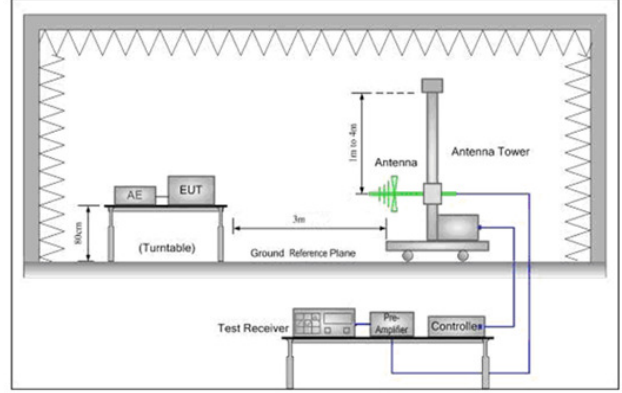 1m to 4m
Antenna Tower
Antenna
AE
EUT
80cm
3m
(Turntable)
Ground Reference Plane
Test Receiver
Pre-
Amplifier
Controller